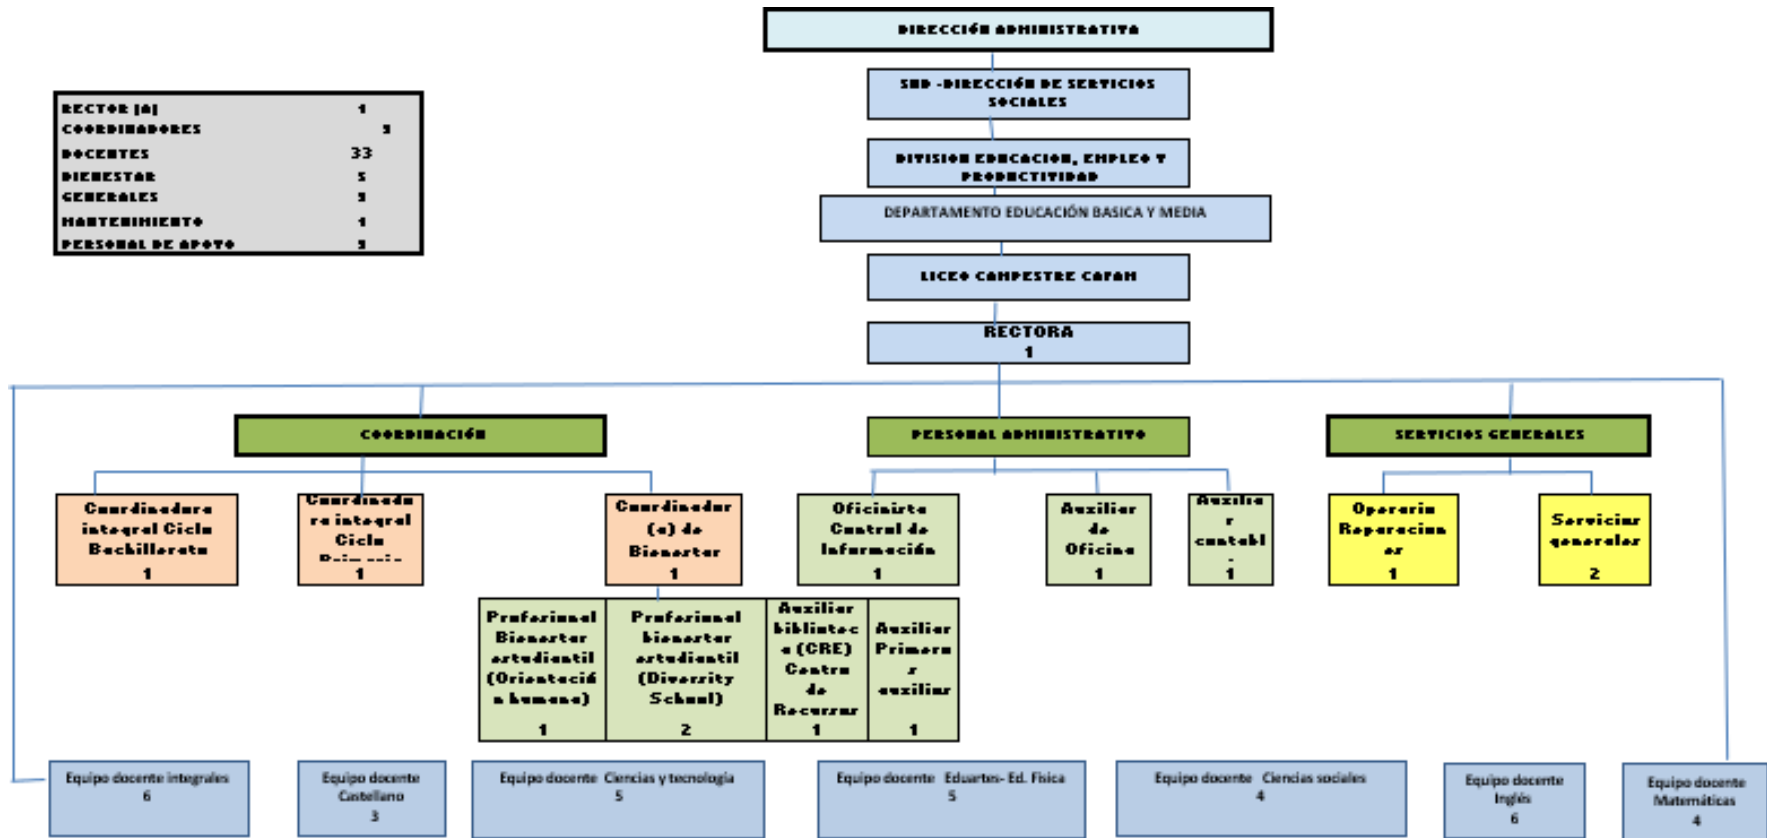 DIRECCIÓN ADMINISTRATIVA
SND -DIRECCIÓN DE SERVICIOS
SOCIALES
RECTOR (A) 1
COORDINADORES 3
DOCENTES 33
BIENESTAR 5
GENERALES 3
MANTENIMIENTO 1
PERSONAL DE APOYO 3
DIVISION EDUCACION, EMPLEO Y
PRODUCTIVIDAD
DEPARTAMENTO EDUCACIÓN BASICA Y MEDIA
LICEO CAMPESTRE CAFAM
RECTORA
1
COORDINACIÓN
PERSONAL ADMINISTRATIVO
SERVICIOS GENERALES
Coordinadora
integral Ciclo
Bachillerato
1
Coordinado
ra integral
Ciclo
1
Coordinador
(a) de
Bienestar
1
Oficinista
Control de
Información
1
Auxiliar
de
Oficina
1
Auxilia
r
contabl
1
Operario
Reparacion
es
1
Servicios
generales
2
Profesional
Bienestar
estudiantil
(Orientació
n humana)
1
Profesional
bienestar
estudiantil
(Diversity
School)
2
Auxiliar
bibliotec
a (CRE)
Centro
de
Recursos
1
Auxiliar
Primero
s
auxilios
1
Equipo docente integrales
6
Equipo docente
Castellano
3
Equipo docente Ciencias y tecnología
5
Equipo docente Eduartes- Ed. Física
5
Equipo docente Ciencias sociales
4
Equipo docente
Inglés
6
Equipo docente
Matemáticas
4